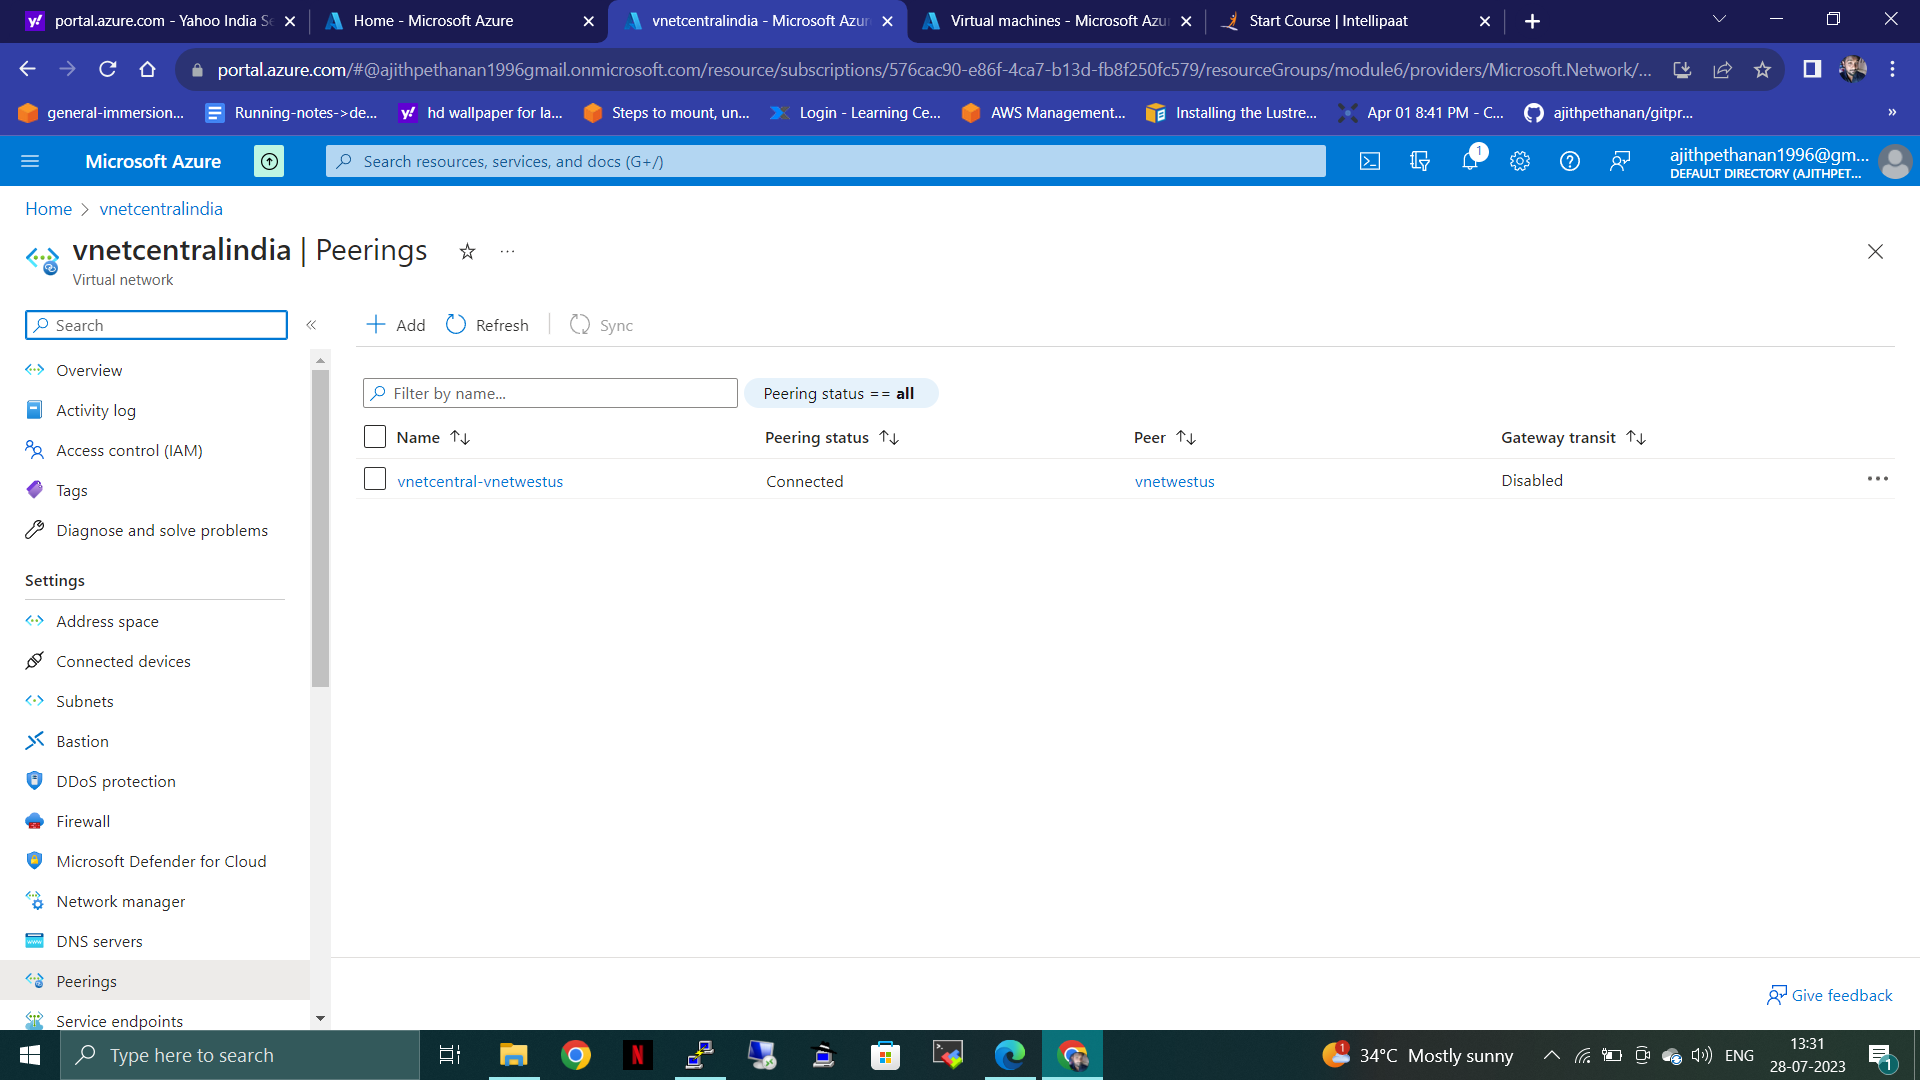 portal.azure.com - Yahoo India Se
Home - Microsoft Azure
vnetcentralindia - Microsoft Azur
Virtual machines - Microsoft Azur
Start Course | Intellipaat
portal.azure.com/#@ajithpethanan1996gmail.onmicrosoft.com/resource/subscriptions/576cac90-e86f-4ca7-b13d-fb8f250fc579/resourceGroups/module6/providers/Microsoft.Network/...
general-immersion...
Running-notes->de...
hd wallpaper for la...
Steps to mount, un...
Login - Learning Ce...
AWS Management...
Installing the Lustre...
Apr 01 8:41 PM - C...
ajithpethanan/gitpr...
»
Microsoft Azure
Search resources, services, and docs (G+/)
1
ajithpethanan1996@gm...
DEFAULT DIRECTORY (AJITHPET...
Home > vnetcentralindia
vnetcentralindia | Peerings
Virtual network
Search
Add
Refresh
Sync
Overview
Activity log
Access control (IAM)
Tags
Diagnose and solve problems
Settings
Address space
Connected devices
Subnets
Bastion
DDoS protection
Firewall
Microsoft Defender for Cloud
Network manager
DNS servers
Peerings
Service endpoints
Filter by name...
Peering status == all
Name
Peering status
Peer
Gateway transit
vnetcentral-vnetwestus
Connected
vnetwestus
Disabled
Give feedback
Type here to search
1
34°C Mostly sunny
ENG
13:31
28-07-2023
1